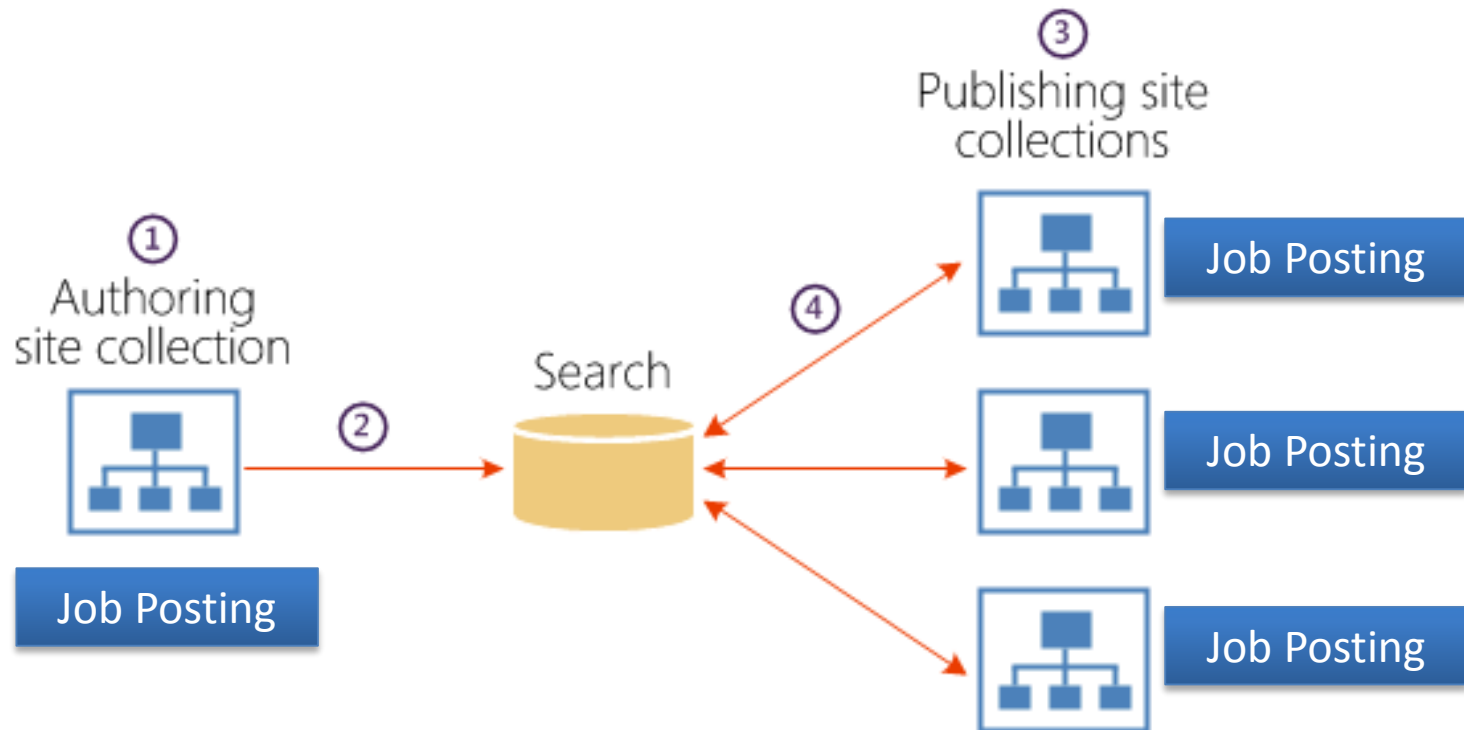 1
Authoring
site collection
Job Posting
2
Search
3
Publishing site
collections
4
Job Posting
Job Posting
Job Posting